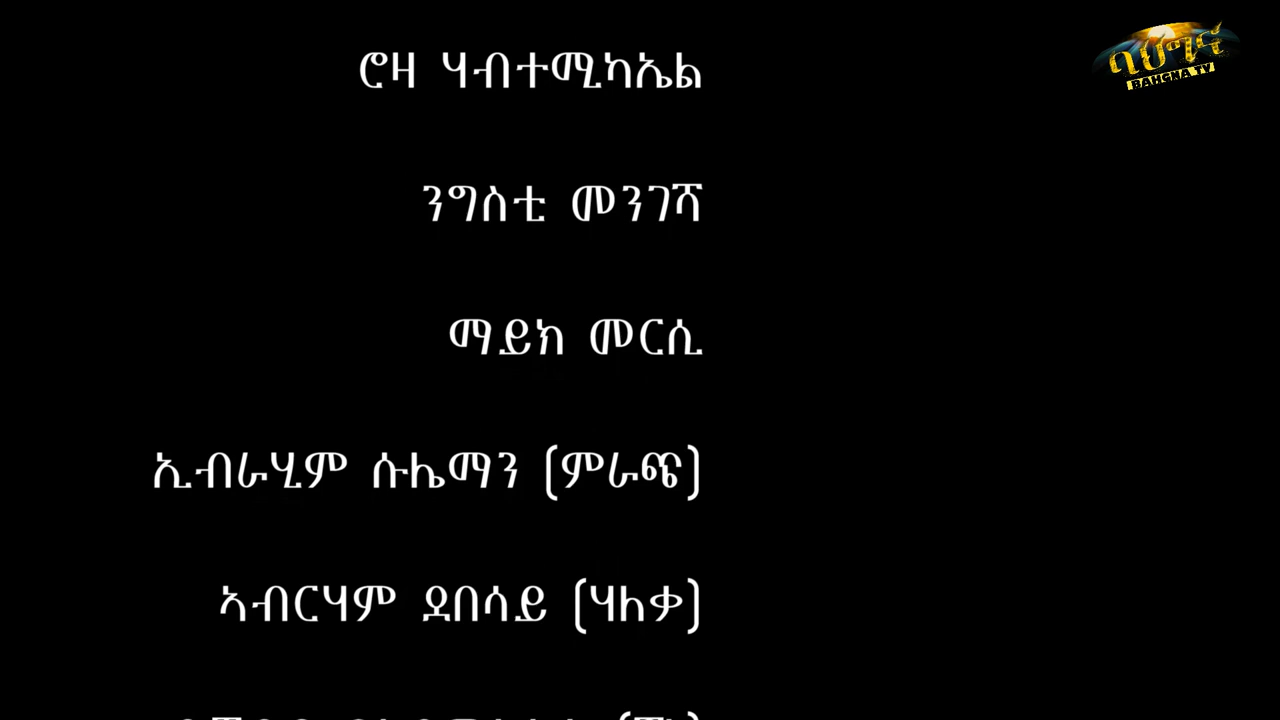 ባህግና
BAHGNA TV
ሮዛ ሃብተሚካኤል
ንግስቲ መንገሻ
ማይክ መርሲ
ኢብራሂም ሱሌማን (ምራጭ)
ኣብርሃም ደበሳይ (ሃለቃ)